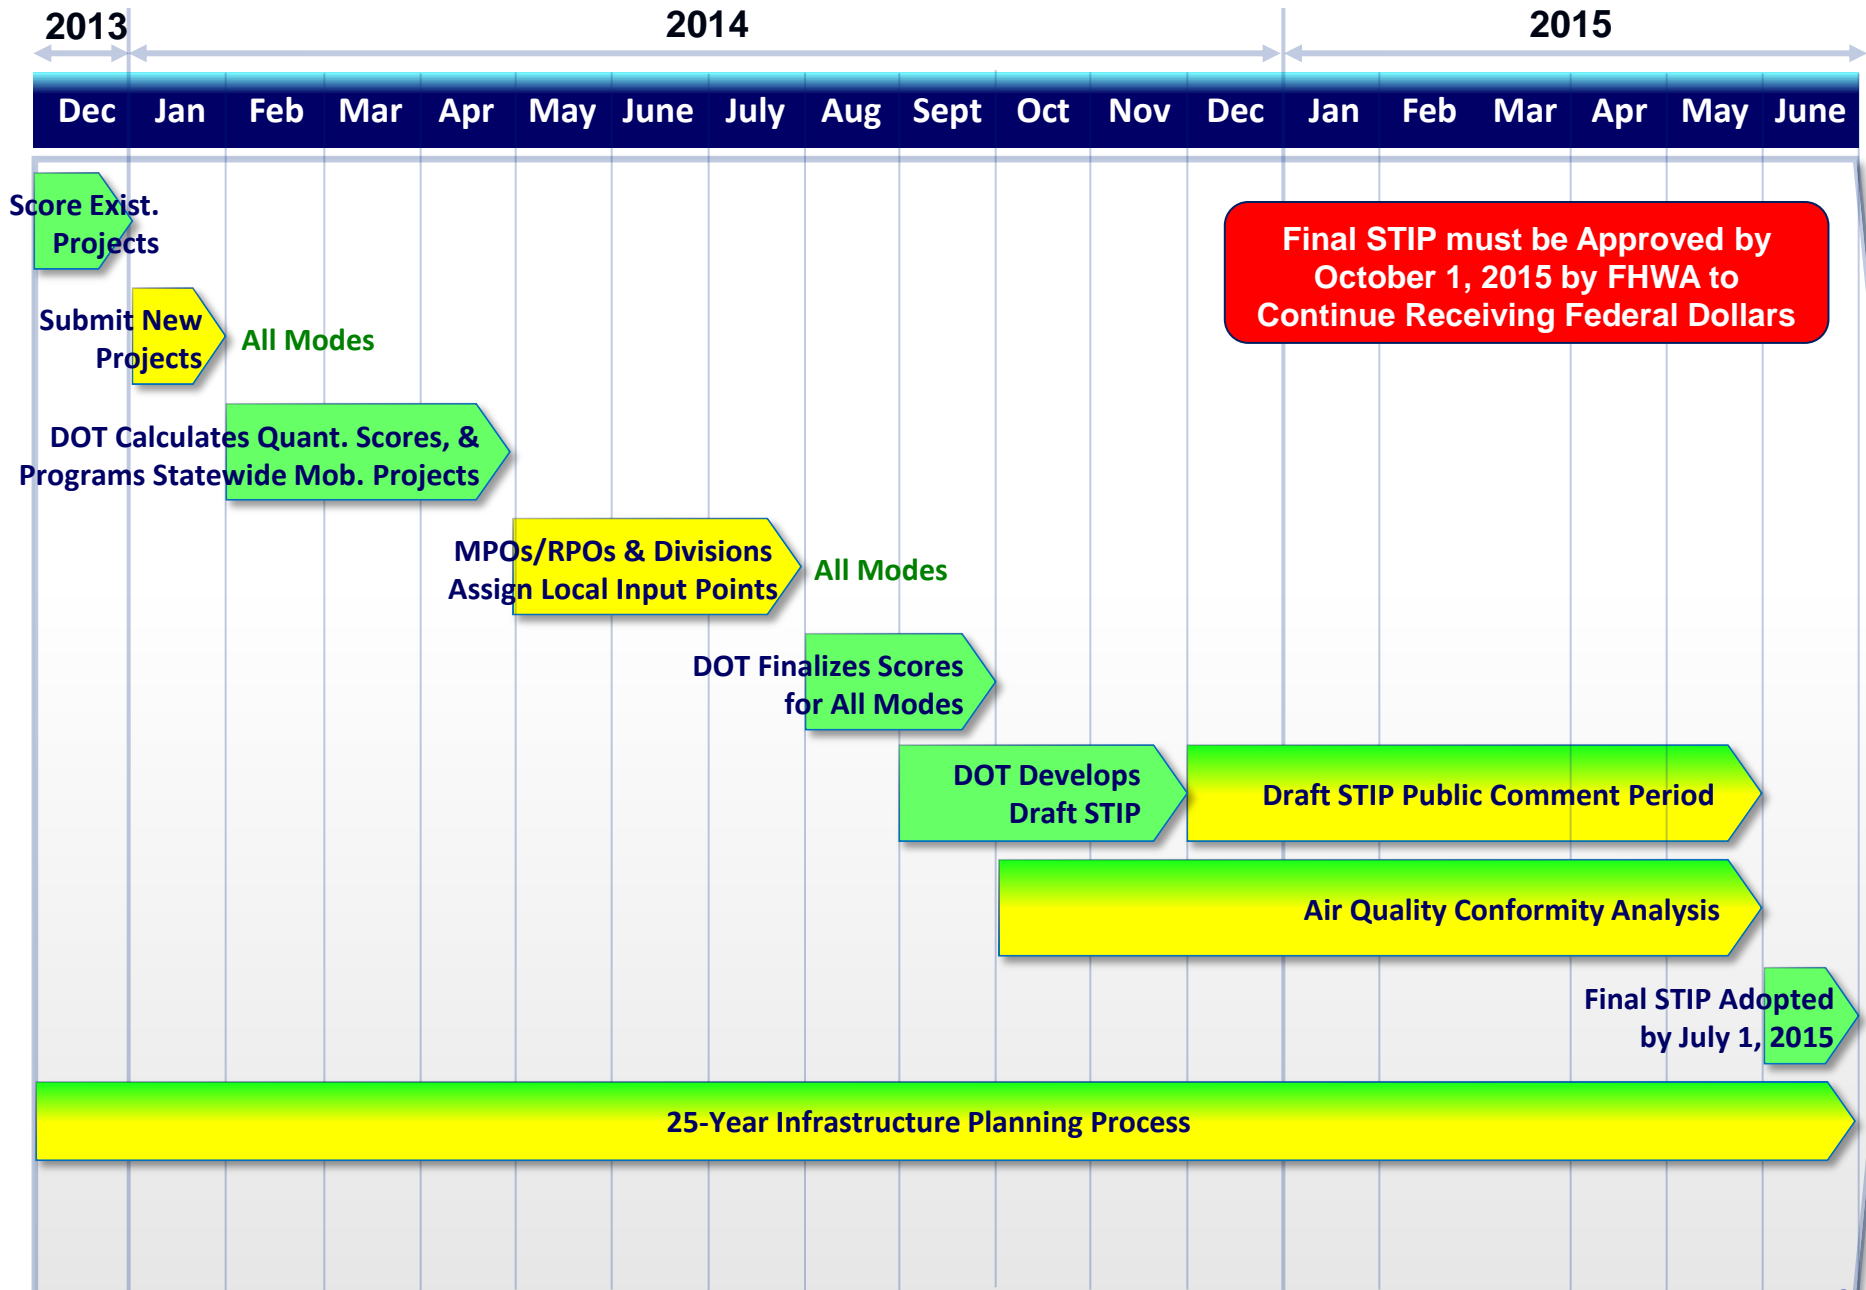 2013 2014 2015
Dec Jan Feb Mar Apr May June July Aug Sept Oct Nov Dec Jan Feb Mar Apr May June
Score Exist.
Projects
Final STIP must be Approved by
October 1, 2015 by FHWA to
Continue Receiving Federal Dollars
Submit New
Projects
All Modes
DOT Calculates Quant. Scores, &
Programs Statewide Mob. Projects
MPOs/RPOs & Divisions
Assign Local Input Points
All Modes
DOT Finalizes Scores
for All Modes
DOT Develops
Draft STIP
Draft STIP Public Comment Period
Air Quality Conformity Analysis
Final STIP Adopted
by July 1, 2015
25-Year Infrastructure Planning Process